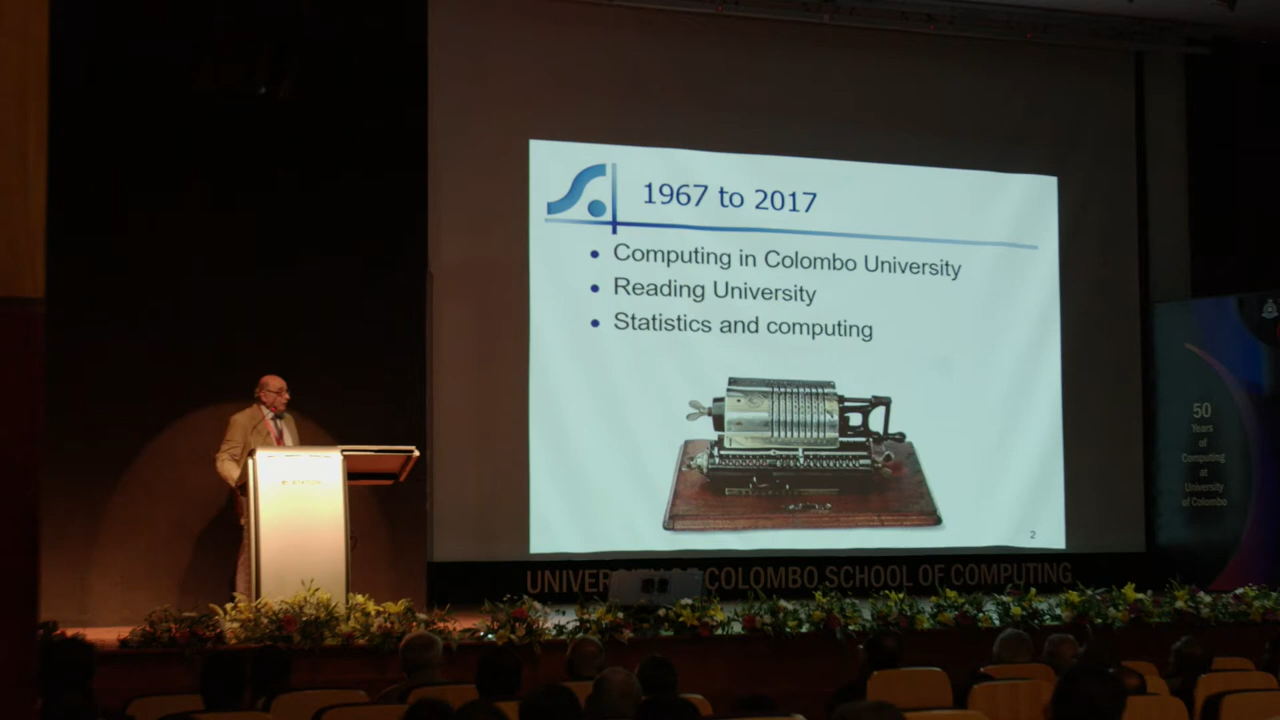 1967 to 2017
• Computing in Colombo University
• Reading University
• Statistics and computing
2
50
Years
of
Computing
at
University
of Colombo
COLOMBO SCHOOL OF COMPUTING